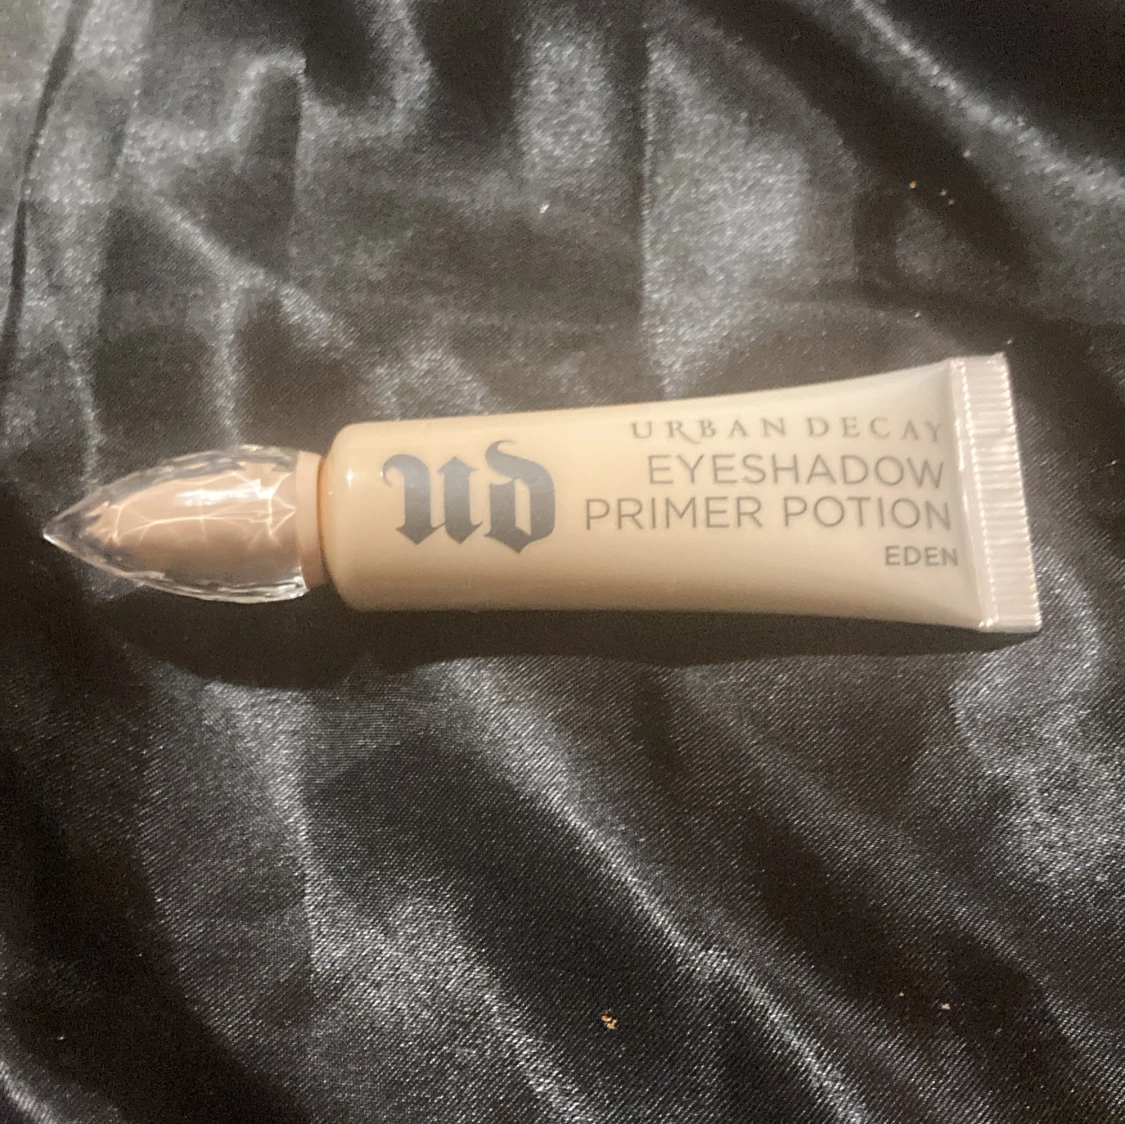 UD
URBAN DECAY
EYESHADOW
PRIMER POTION
EDEN